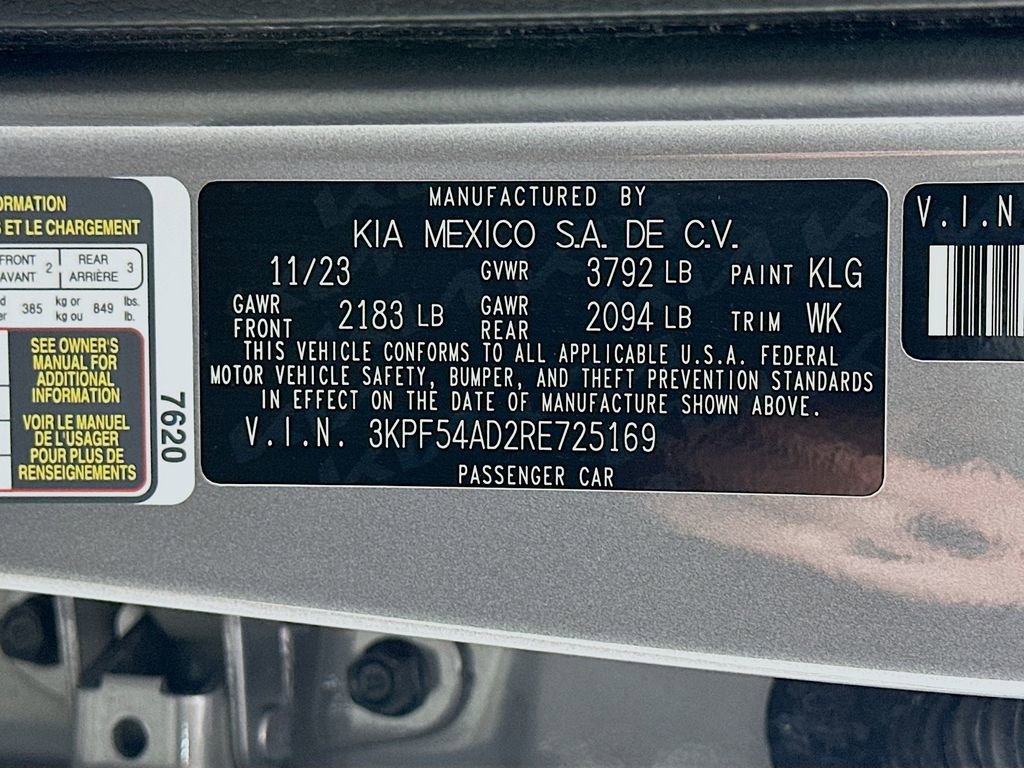 ORMATION
S ET LE CHARGEMENT
FRONT 2 REAR 3
AVANT ARRIÈRE
385 kg or 849 lbs.
kg ou lb.
SEE OWNER'S
MANUAL FOR
ADDITIONAL
INFORMATION
VOIR LE MANUEL
DE L'USAGER
POUR PLUS DE
RENSEIGNEMENTS
7620
MANUFACTURED BY
KIA MEXICO S.A. DE C.V.
11/23 GVWR 3792 LB PAINT KLG
GAWR FRONT 2183 LB GAWR REAR 2094 LB TRIM WK
THIS VEHICLE CONFORMS TO ALL APPLICABLE U.S.A. FEDERAL
MOTOR VEHICLE SAFETY, BUMPER, AND THEFT PREVENTION STANDARDS
IN EFFECT ON THE DATE OF MANUFACTURE SHOWN ABOVE.
V.I.N. 3KPF54AD2RE725169
PASSENGER CAR
V.I.N